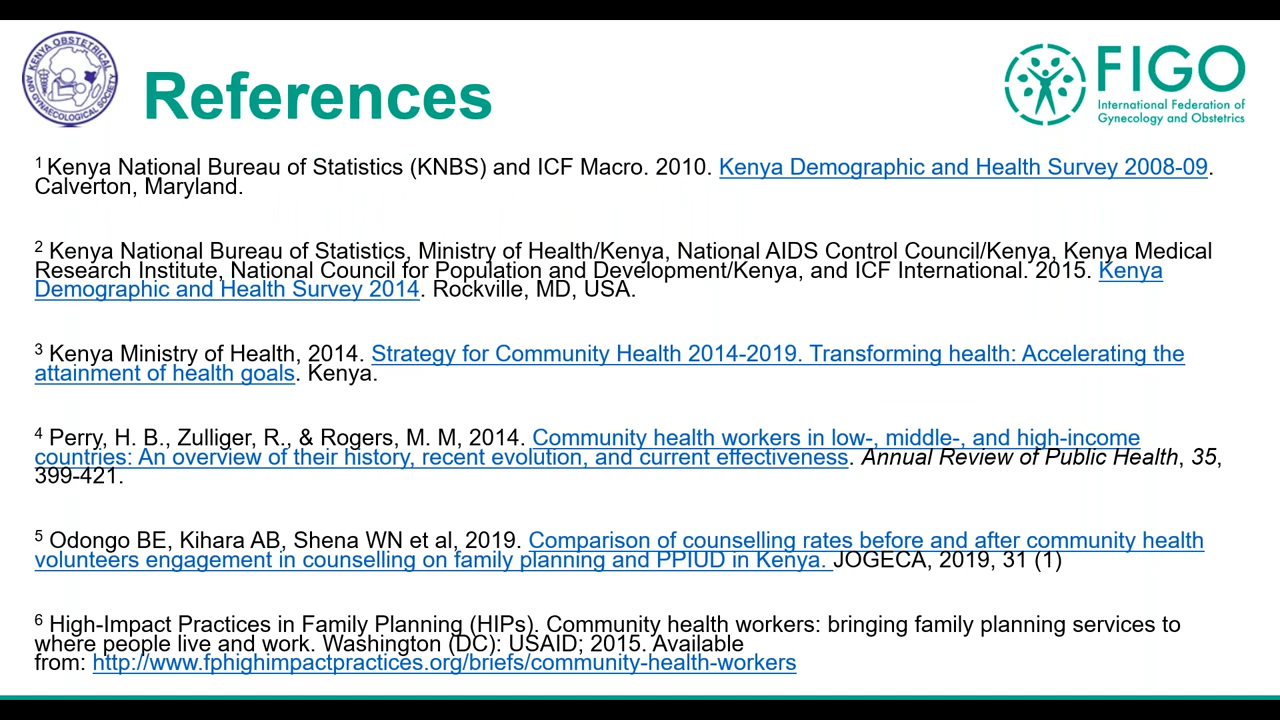 KENYA OBSTETRICAL
AND GYNAECOLOGICAL SOCIETY
References
FIGO
International Federation of
Gynecology and Obstetrics
1 Kenya National Bureau of Statistics (KNBS) and ICF Macro. 2010. Kenya Demographic and Health Survey 2008-09.
Calverton, Maryland.
2 Kenya National Bureau of Statistics, Ministry of Health/Kenya, National AIDS Control Council/Kenya, Kenya Medical
Research Institute, National Council for Population and Development/Kenya, and ICF International. 2015. Kenya
Demographic and Health Survey 2014. Rockville, MD, USA.
3 Kenya Ministry of Health, 2014. Strategy for Community Health 2014-2019. Transforming health: Accelerating the
attainment of health goals. Kenya.
4 Perry, H. B., Zulliger, R., & Rogers, M. M, 2014. Community health workers in low-, middle-, and high-income
countries: An overview of their history, recent evolution, and current effectiveness. Annual Review of Public Health, 35,
399-421.
5 Odongo BE, Kihara AB, Shena WN et al, 2019. Comparison of counselling rates before and after community health
volunteers engagement in counselling on family planning and PPIUD in Kenya. JOGECA, 2019, 31 (1)
6 High-Impact Practices in Family Planning (HIPs). Community health workers: bringing family planning services to
where people live and work. Washington (DC): USAID; 2015. Available
from: http://www.fphighimpactpractices.org/briefs/community-health-workers